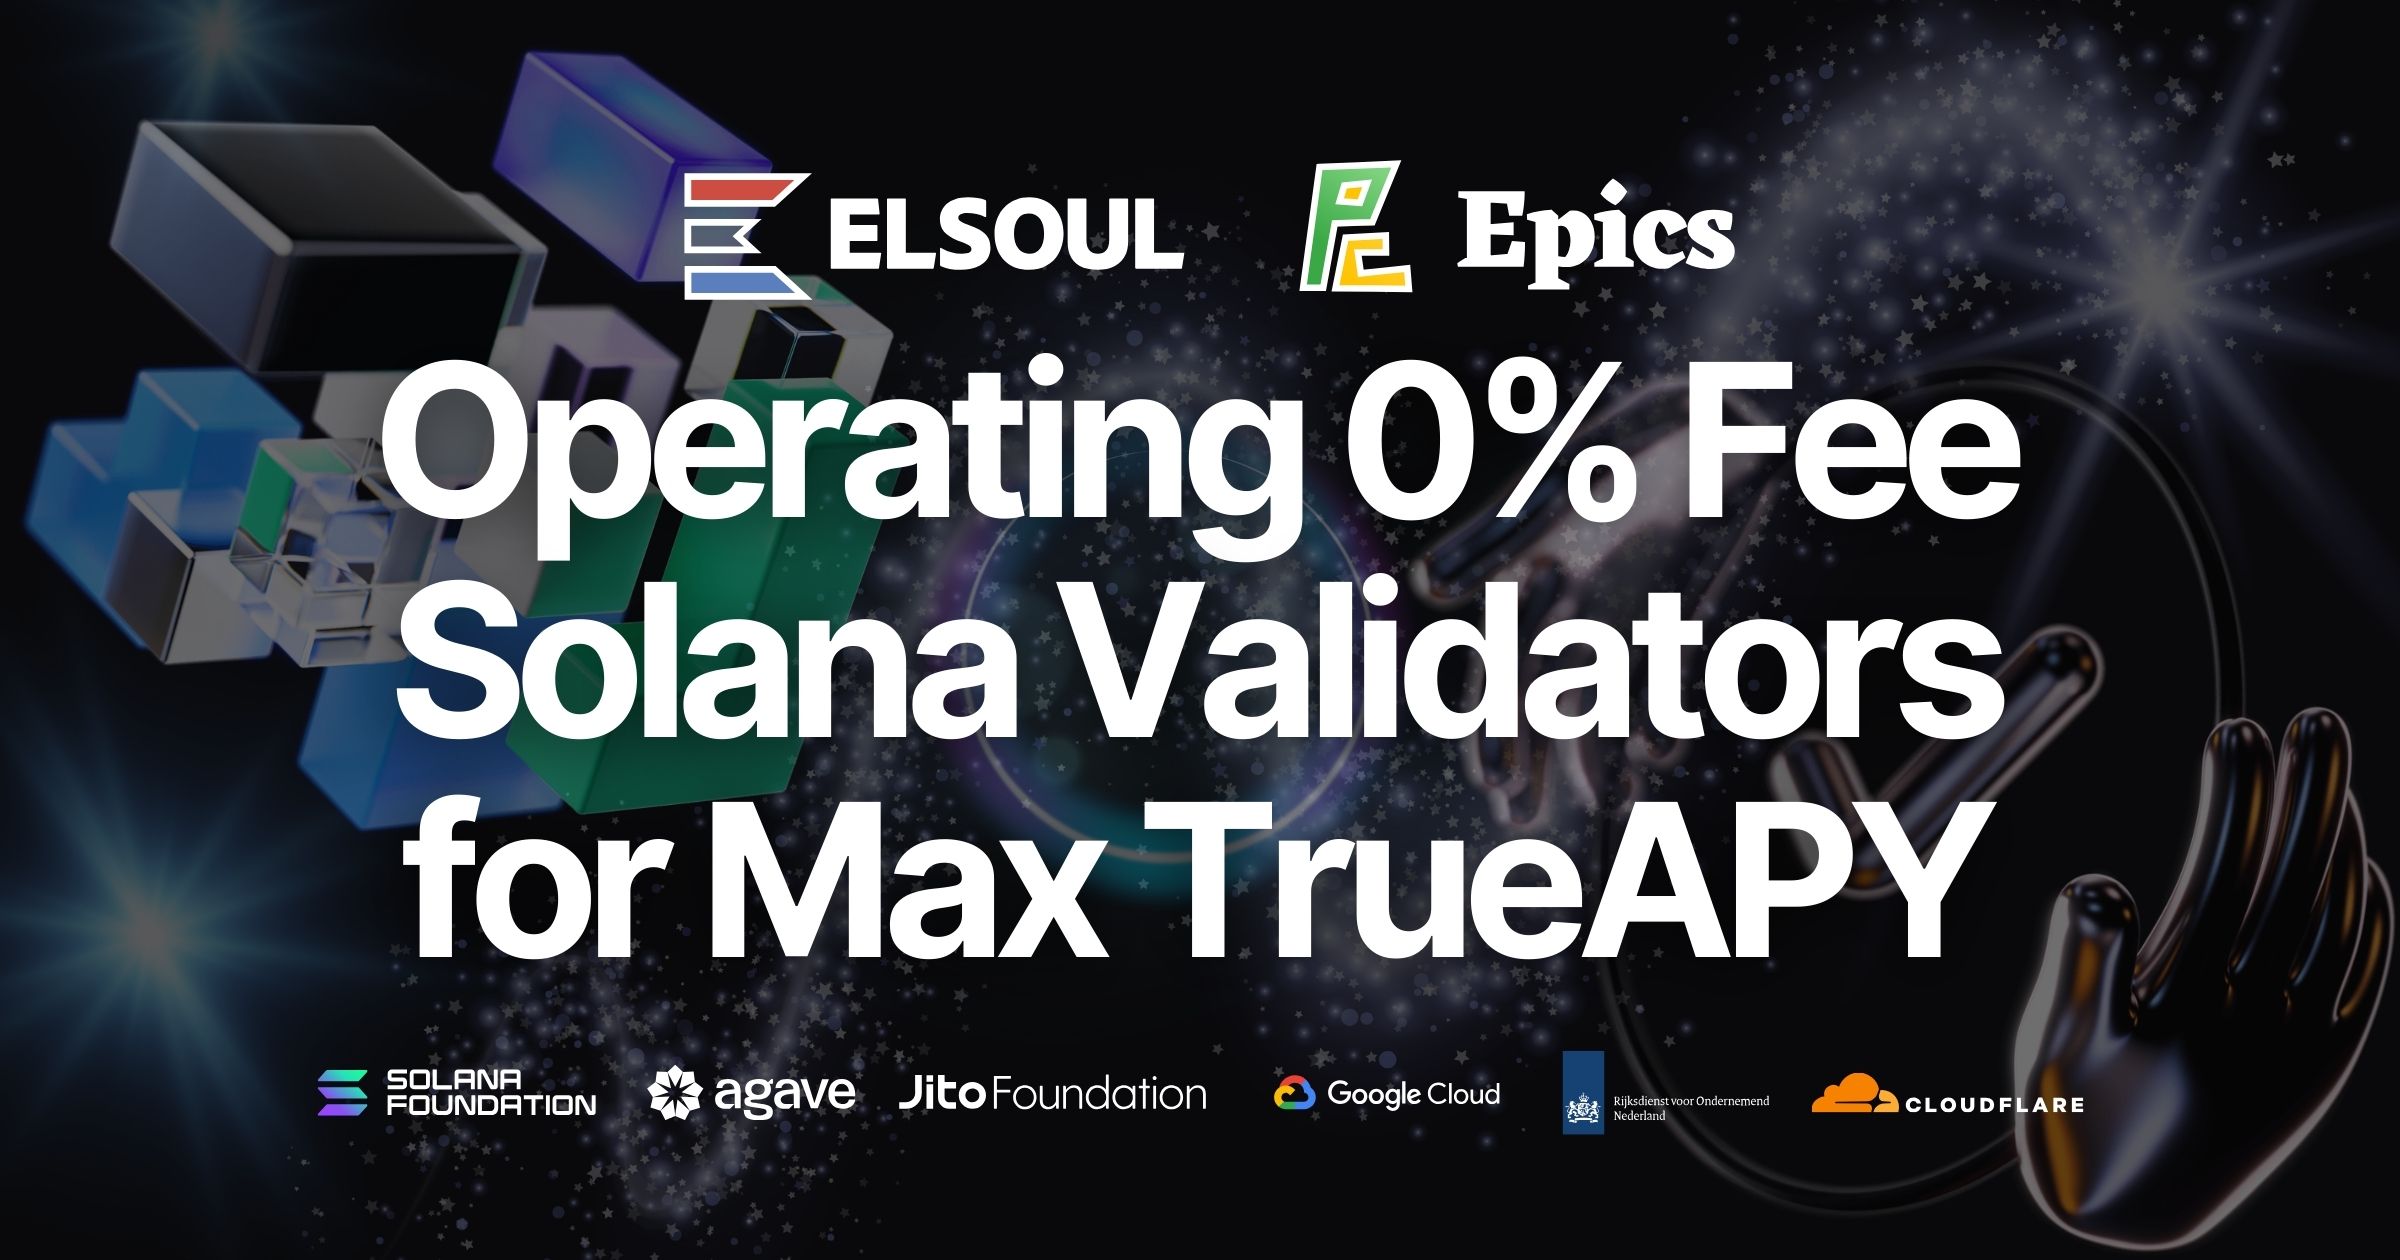 ELSOUL Epics
Operating 0% Fee
Solana Validators
for Max TrueAPY
SOLANA
FOUNDATION
agave
JitoFoundation
Google Cloud
Rijksdienst voor Ondernemend
Nederland
CLOUDFLARE